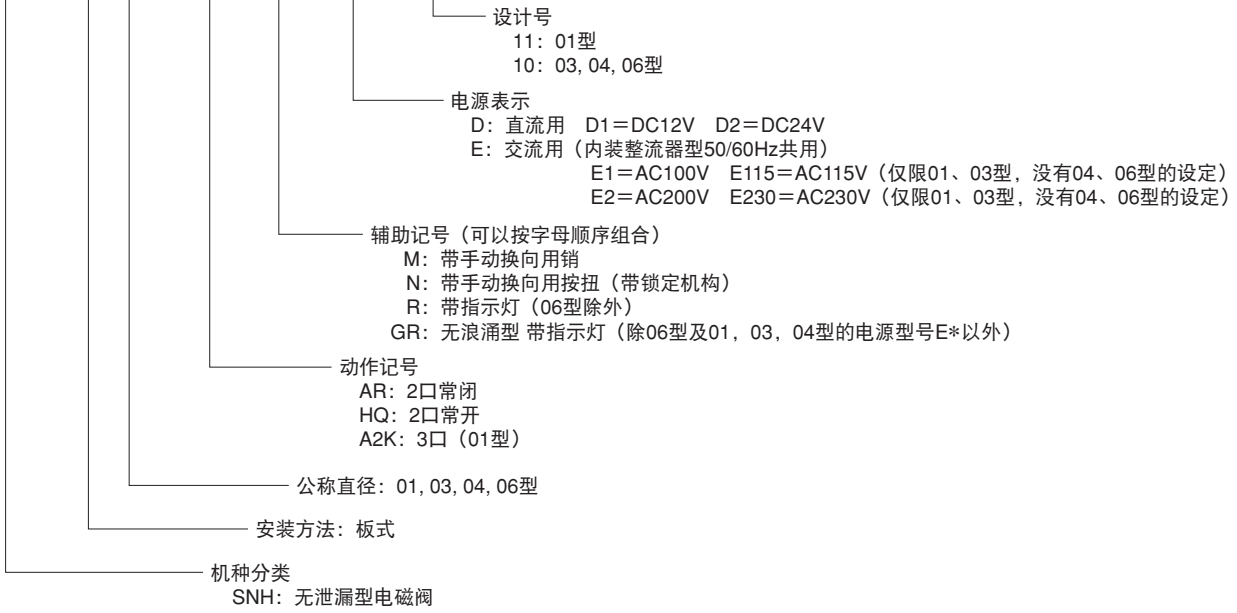 设计号
11：01型
10：03, 04, 06型
电源表示
D：直流用 D1＝DC12V D2＝DC24V
E：交流用（内装整流器型50/60Hz共用）
E1＝AC100V E115＝AC115V（仅限01、03型，没有04、06型的设定）
E2＝AC200V E230＝AC230V（仅限01、03型，没有04、06型的设定）
辅助记号（可以按字母顺序组合）
M：带手动换向用销
N：带手动换向用按扭（带锁定机构）
R：带指示灯（06型除外）
GR：无浪涌型 带指示灯（除06型及01，03，04型的电源型号E*以外）
动作记号
AR：2口常闭
HQ：2口常开
A2K：3口（01型）
公称直径：01, 03, 04, 06型
安装方法：板式
机种分类
SNH：无泄漏型电磁阀